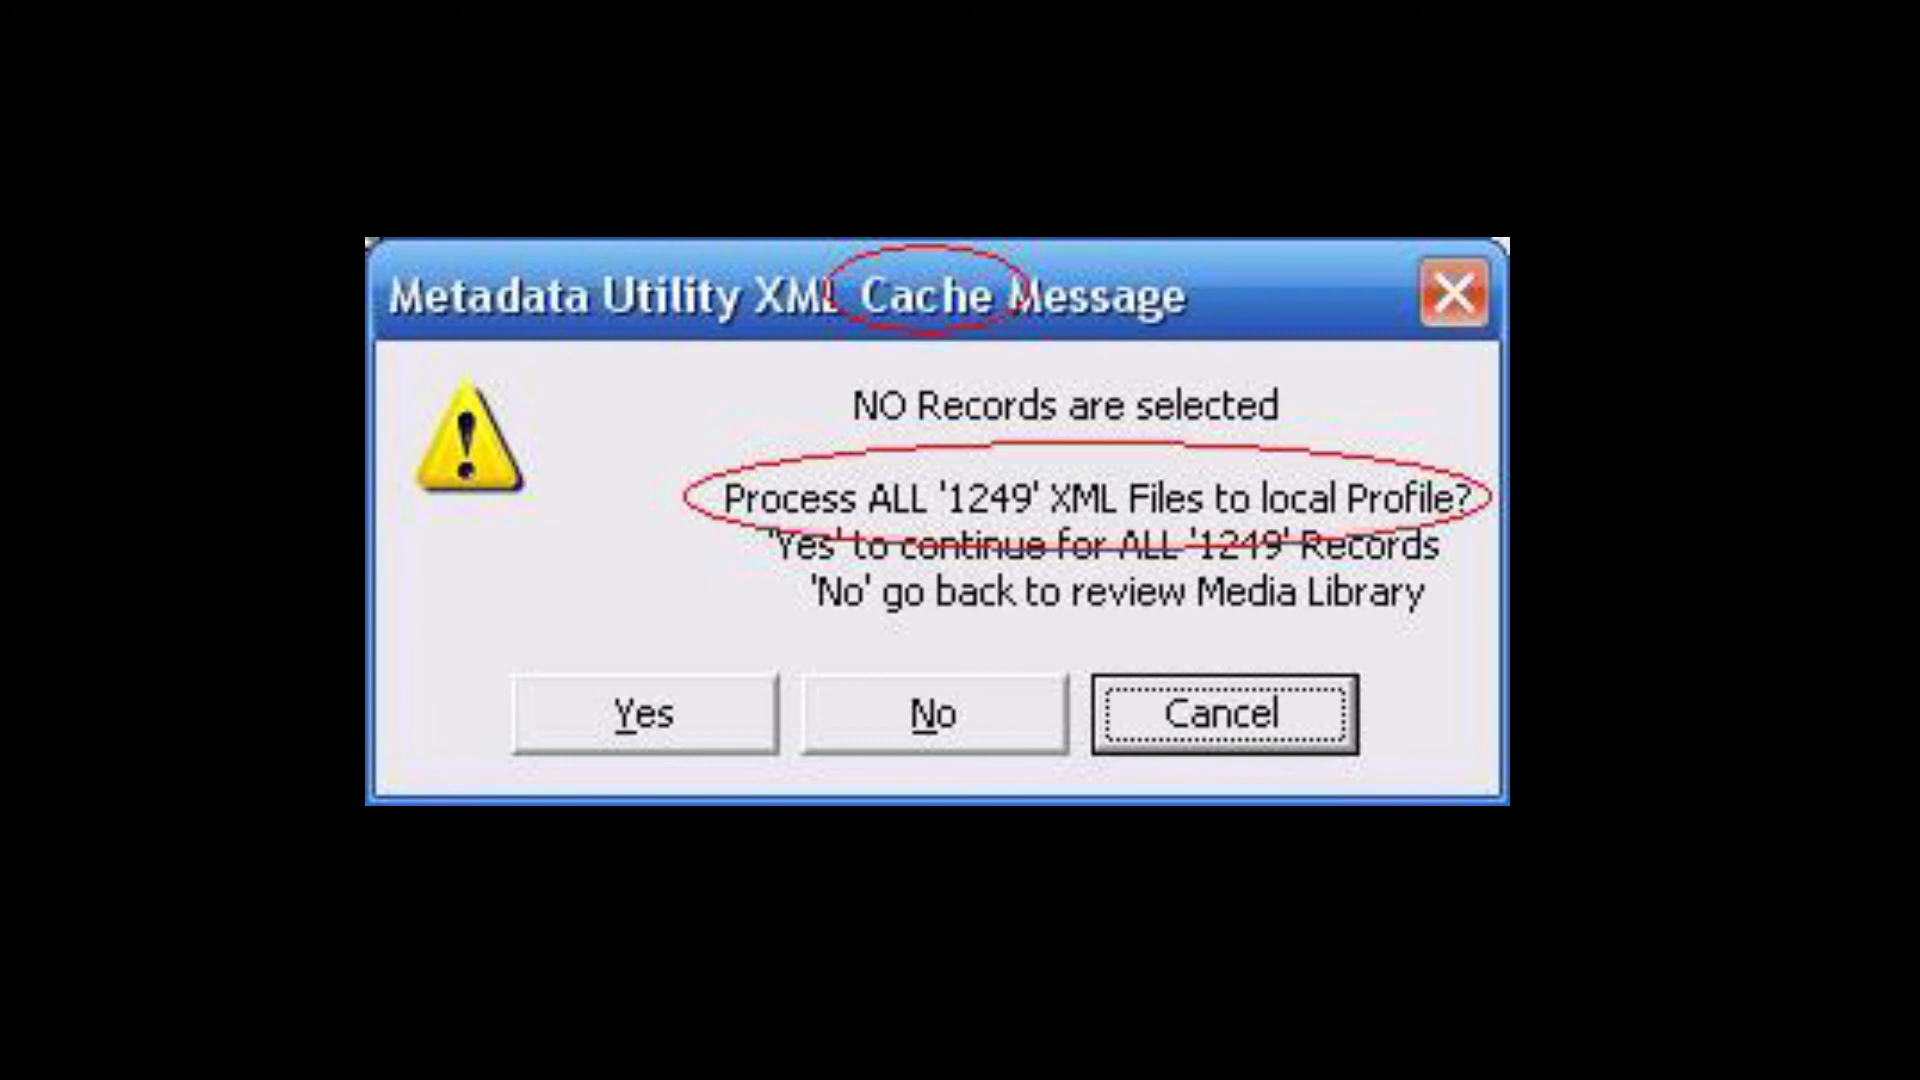 Metadata Utility XML Cache Message
NO Records are selected
Process ALL '1249' XML Files to local Profile?
'Yes' to continue for ALL '1249' Records
'No' go back to review Media Library
Yes
No
Cancel